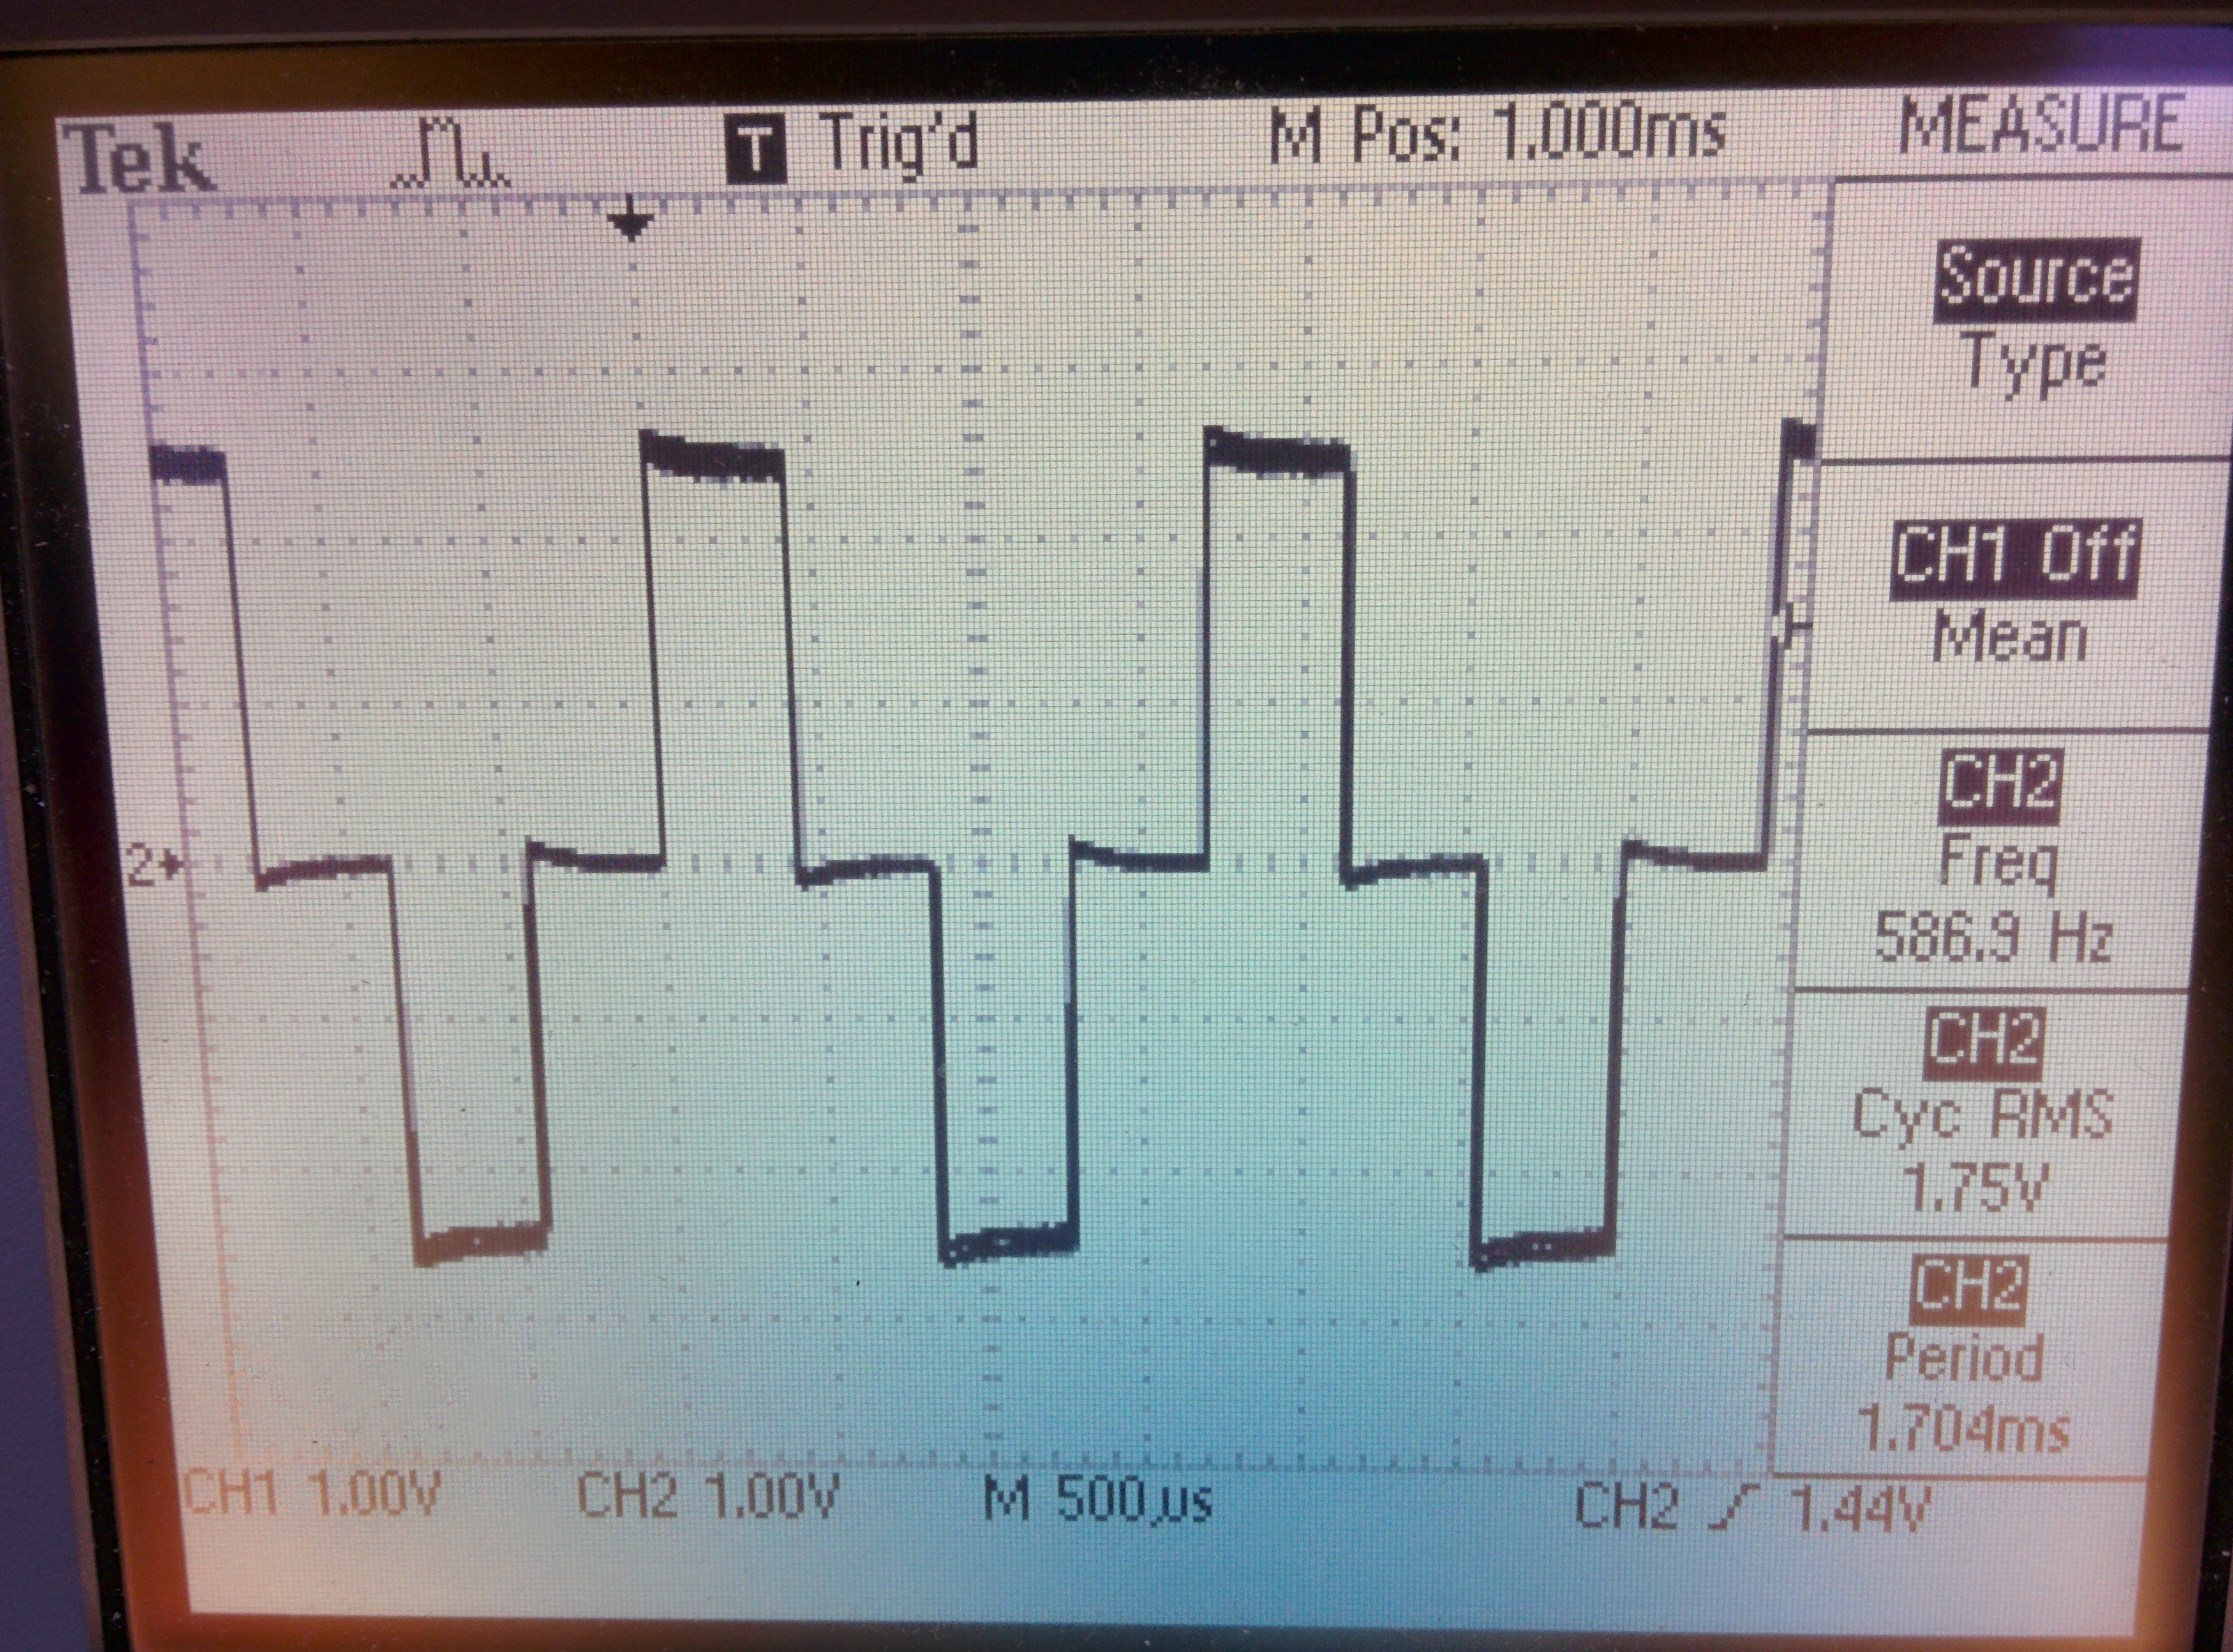 Tek T Trig'd M Pos: 1.000ms MEASURE
Source
Type
CH1 Off
Mean
2
CH2
Freq
586.9 Hz
CH2
Cyc RMS
1.75V
CH2
Period
1.704ms
CH1 1.00V CH2 1.00V M 500µs CH2 1.44V